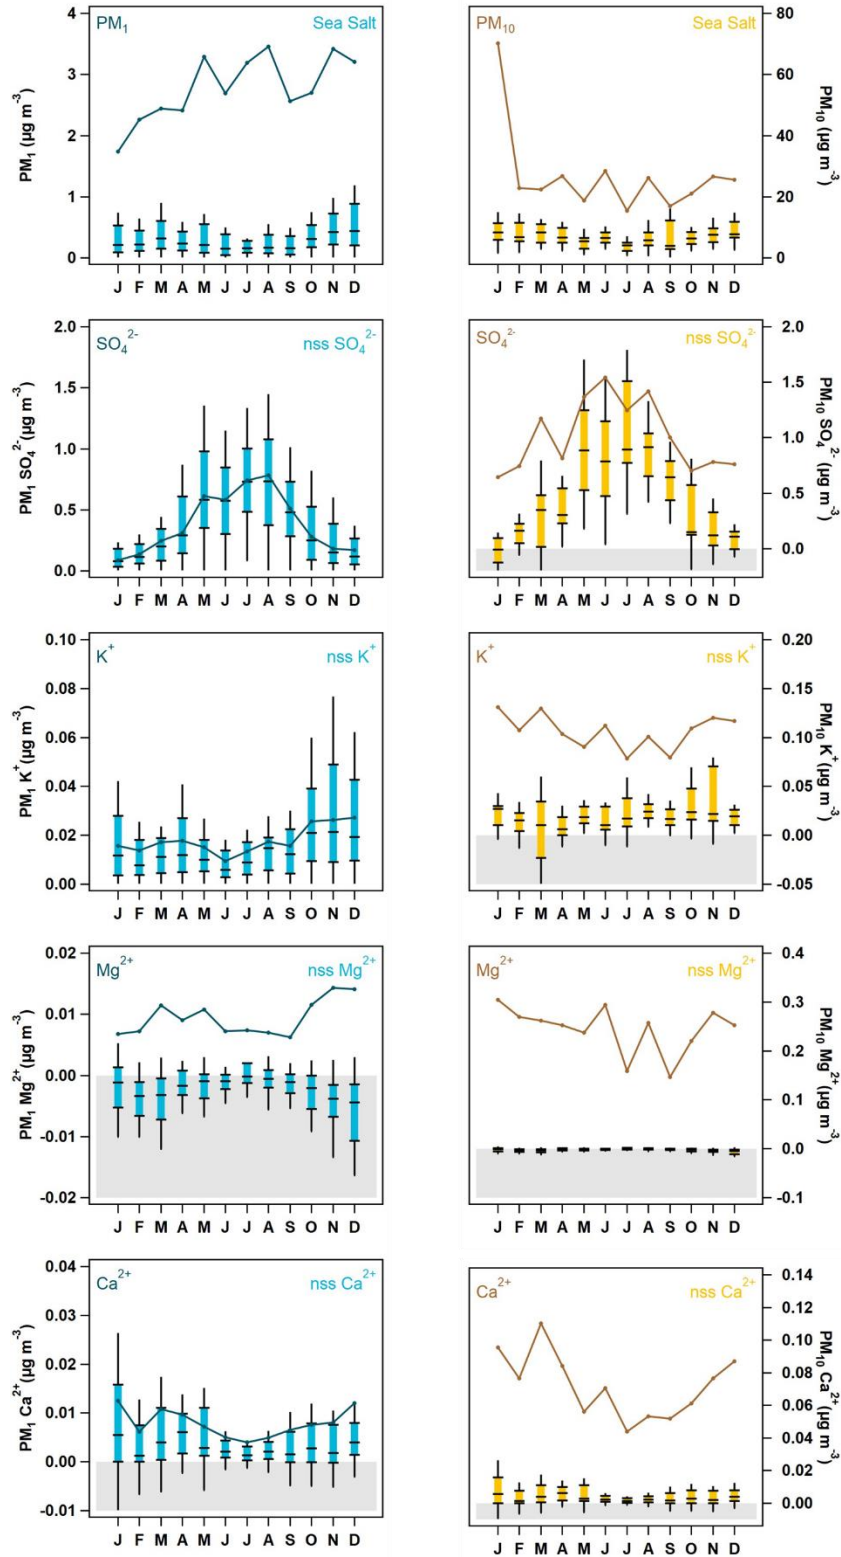 PM₁ Sea Salt
4
3
2
1
0
PM₁ (µg m⁻³)
J F M A M J J A S O N D
PM₁₀ Sea Salt
80
60
40
20
0
PM₁₀ (µg m⁻³)
J F M A M J J A S O N D
SO₄²⁻ nss SO₄²⁻
2.0
1.5
1.0
0.5
0.0
PM₁ SO₄²⁻(µg m⁻³)
J F M A M J J A S O N D
SO₄²⁻ nss SO₄²⁻
2.0
1.5
1.0
0.5
0.0
PM₁₀ SO₄²⁻ (µg m⁻³)
J F M A M J J A S O N D
K⁺ nss K⁺
0.10
0.08
0.06
0.04
0.02
0.00
PM₁ K⁺ (µg m⁻³)
J F M A M J J A S O N D
K⁺ nss K⁺
0.20
0.15
0.10
0.05
0.00
-0.05
PM₁₀ K⁺ (µg m⁻³)
J F M A M J J A S O N D
Mg²⁺ nss Mg²⁺
0.02
0.01
0.00
-0.01
-0.02
PM₁ Mg²⁺ (µg m⁻³)
J F M A M J J A S O N D
Mg²⁺ nss Mg²⁺
0.4
0.3
0.2
0.1
0.0
-0.1
PM₁₀ Mg²⁺ (µg m⁻³)
J F M A M J J A S O N D
Ca²⁺ nss Ca²⁺
0.04
0.03
0.02
0.01
0.00
-0.01
PM₁ Ca²⁺ (µg m⁻³)
J F M A M J J A S O N D
Ca²⁺ nss Ca²⁺
0.14
0.12
0.10
0.08
0.06
0.04
0.02
0.00
PM₁₀ Ca²⁺ (µg m⁻³)
J F M A M J J A S O N D